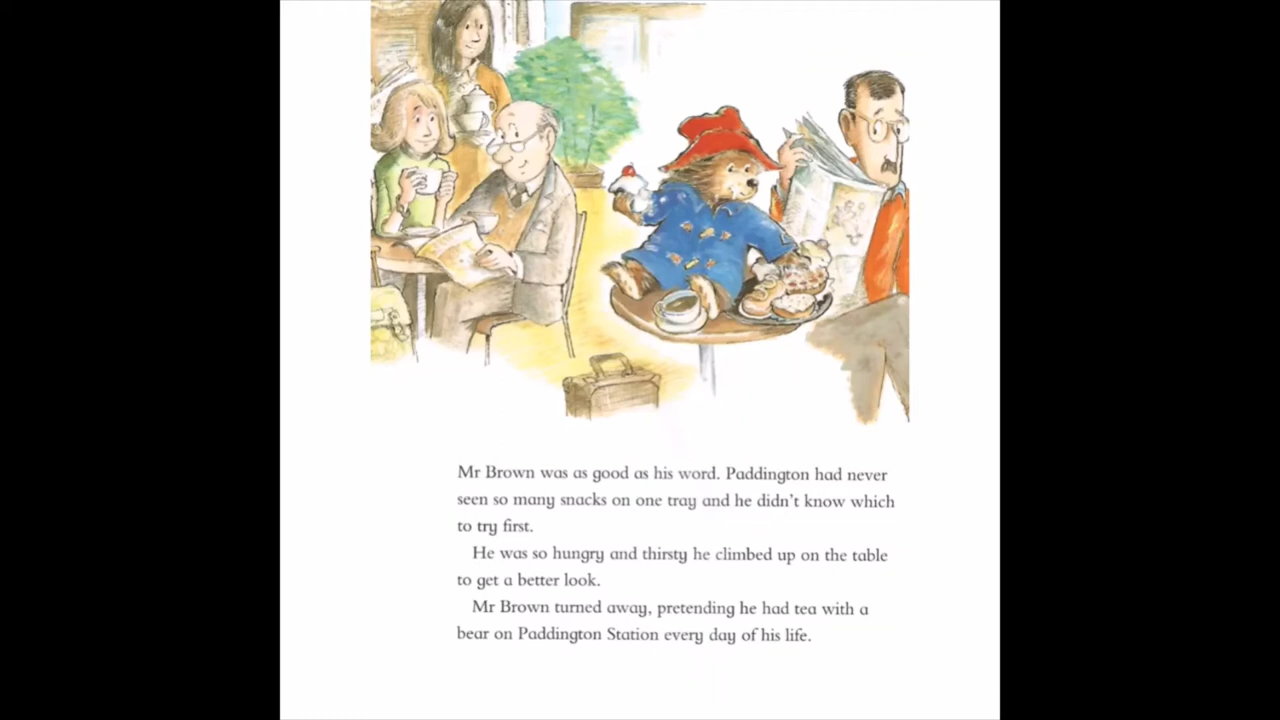 Mr Brown was as good as his word. Paddington had never
seen so many snacks on one tray and he didn't know which
to try first.
He was so hungry and thirsty he climbed up on the table
to get a better look.
Mr Brown turned away, pretending he had tea with a
bear on Paddington Station every day of his life.